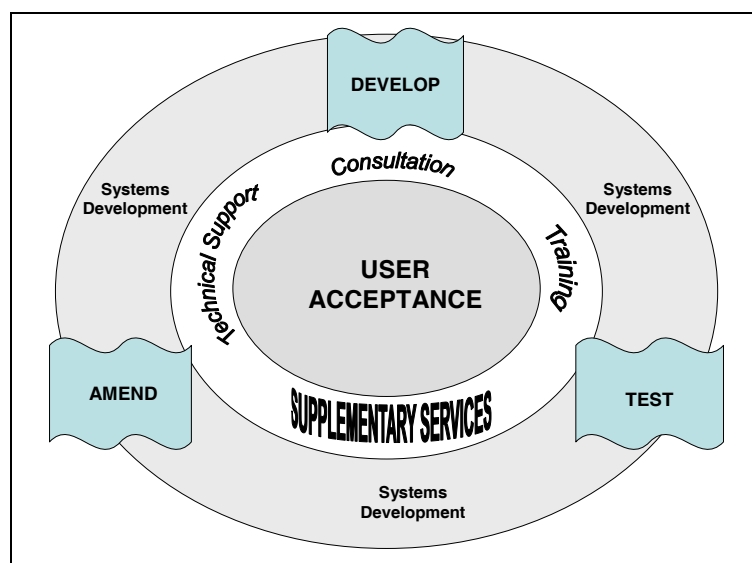 DEVELOP
Consultation
Systems
Development
Systems
Development
Technical Support
Training
USER
ACCEPTANCE
AMEND
TEST
SUPPLEMENTARY SERVICES
Systems
Development